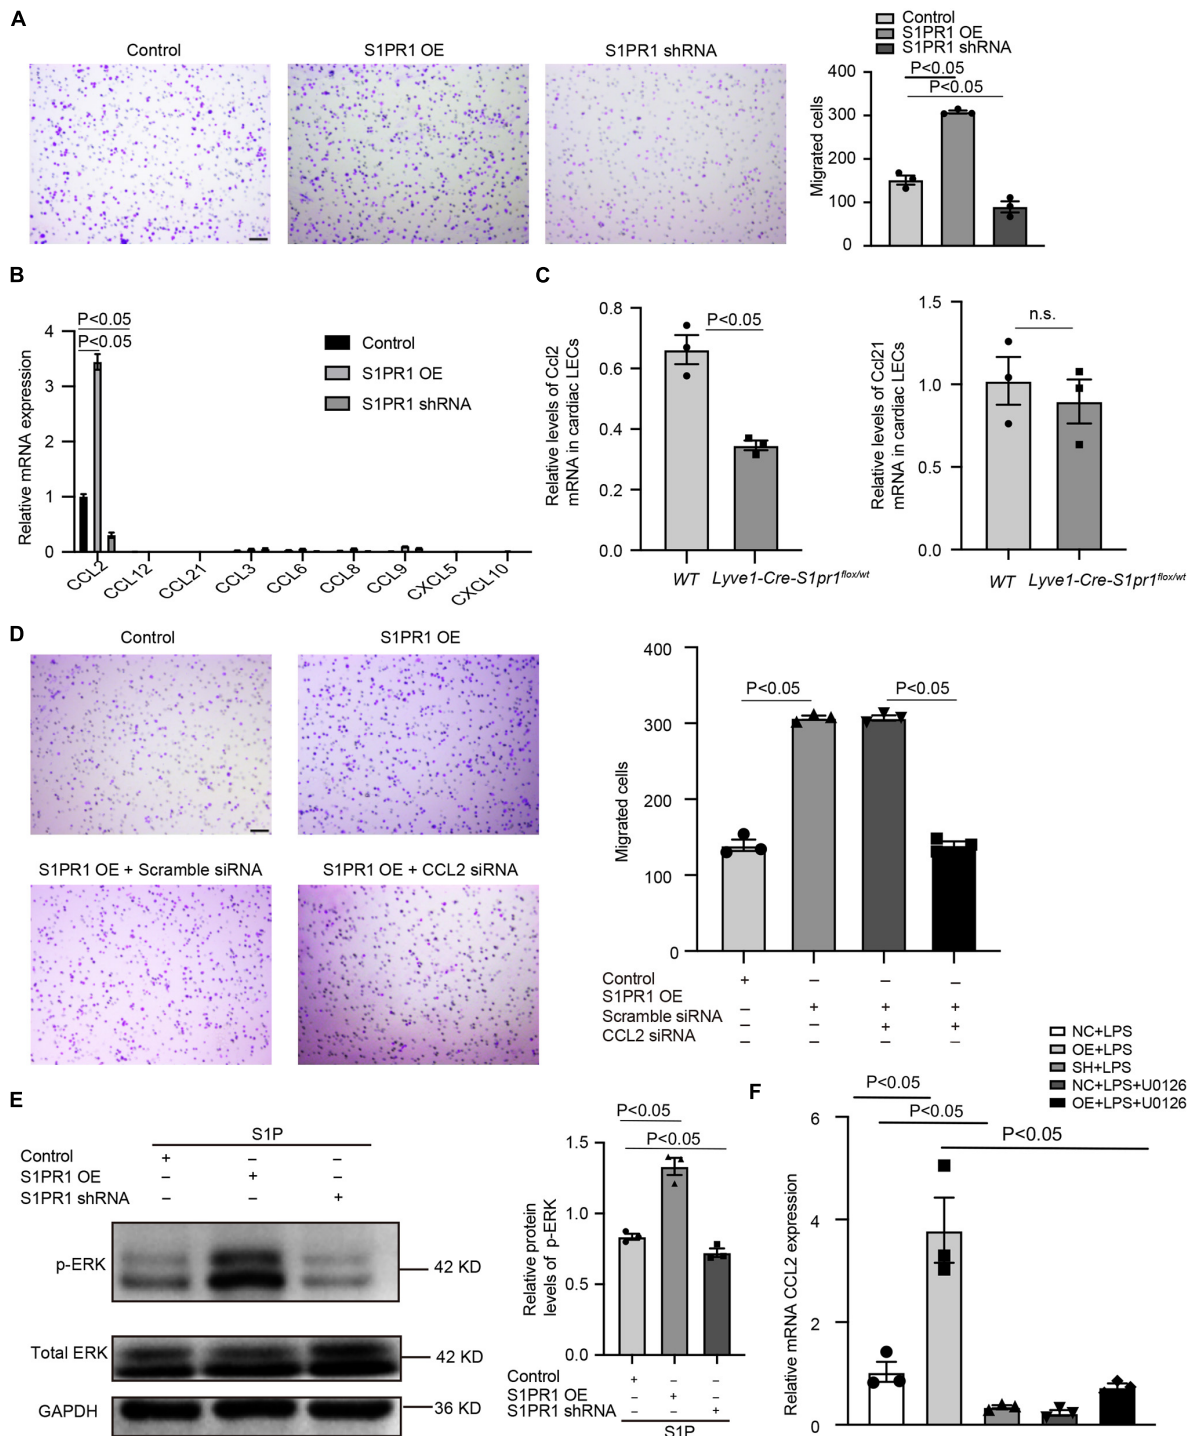 A
Control
S1PR1 OE
S1PR1 shRNA
Control
S1PR1 OE
S1PR1 shRNA
P<0.05
P<0.05
Migrated cells
400
300
200
100
0
B
P<0.05
P<0.05
Relative mRNA expression
4
3
2
1
0
CCL2
CCL12
CCL21
CCL3
CCL6
CCL8
CCL9
CXCL5
CXCL10
Control
S1PR1 OE
S1PR1 shRNA
C
Relative levels of Ccl2
mRNA in cardiac LECs
0.8
0.6
0.4
0.2
0.0
P<0.05
WT
Lyve1-Cre-S1pr1flox/wt
Relative levels of Ccl21
mRNA in cardiac LECs
1.5
1.0
0.5
0.0
n.s.
WT
Lyve1-Cre-S1pr1flox/wt
D
Control
S1PR1 OE
S1PR1 OE + Scramble siRNA
S1PR1 OE + CCL2 siRNA
Migrated cells
400
300
200
100
0
P<0.05
P<0.05
Control + – – –
S1PR1 OE
Scramble siRNA – + + +
CCL2 siRNA – – + +
– – – –
E
S1P
Control + – –
S1PR1 OE – + –
S1PR1 shRNA – – +
p-ERK
42 KD
Total ERK
42 KD
GAPDH
36 KD
Relative protein
levels of p-ERK
1.5
1.0
0.5
0.0
P<0.05
P<0.05
Control + – –
S1PR1 OE – + –
S1PR1 shRNA – – +
S1P
F
NC+LPS
OE+LPS
SH+LPS
NC+LPS+U0126
OE+LPS+U0126
P<0.05
P<0.05
P<0.05
Relative mRNA CCL2 expression
6
4
2
0